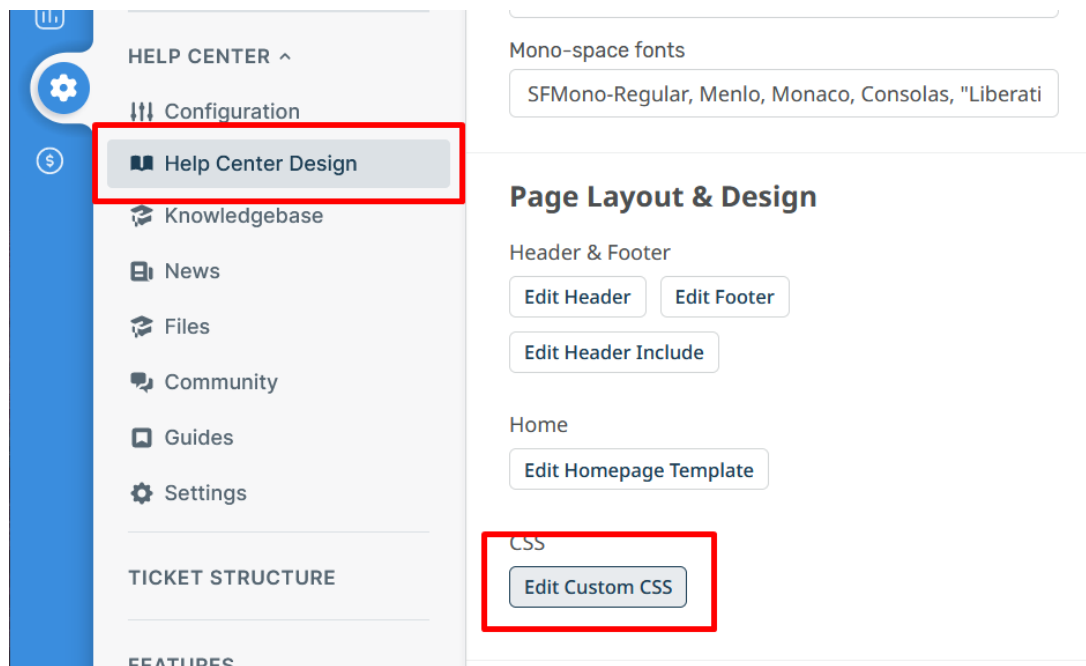 HELP CENTER
Configuration
Help Center Design
Knowledgebase
News
Files
Community
Guides
Settings
TICKET STRUCTURE
FEATURES
Mono-space fonts
SFMono-Regular, Menlo, Monaco, Consolas, "Liberati
Page Layout & Design
Header & Footer
Edit Header Edit Footer
Edit Header Include
Home
Edit Homepage Template
CSS
Edit Custom CSS